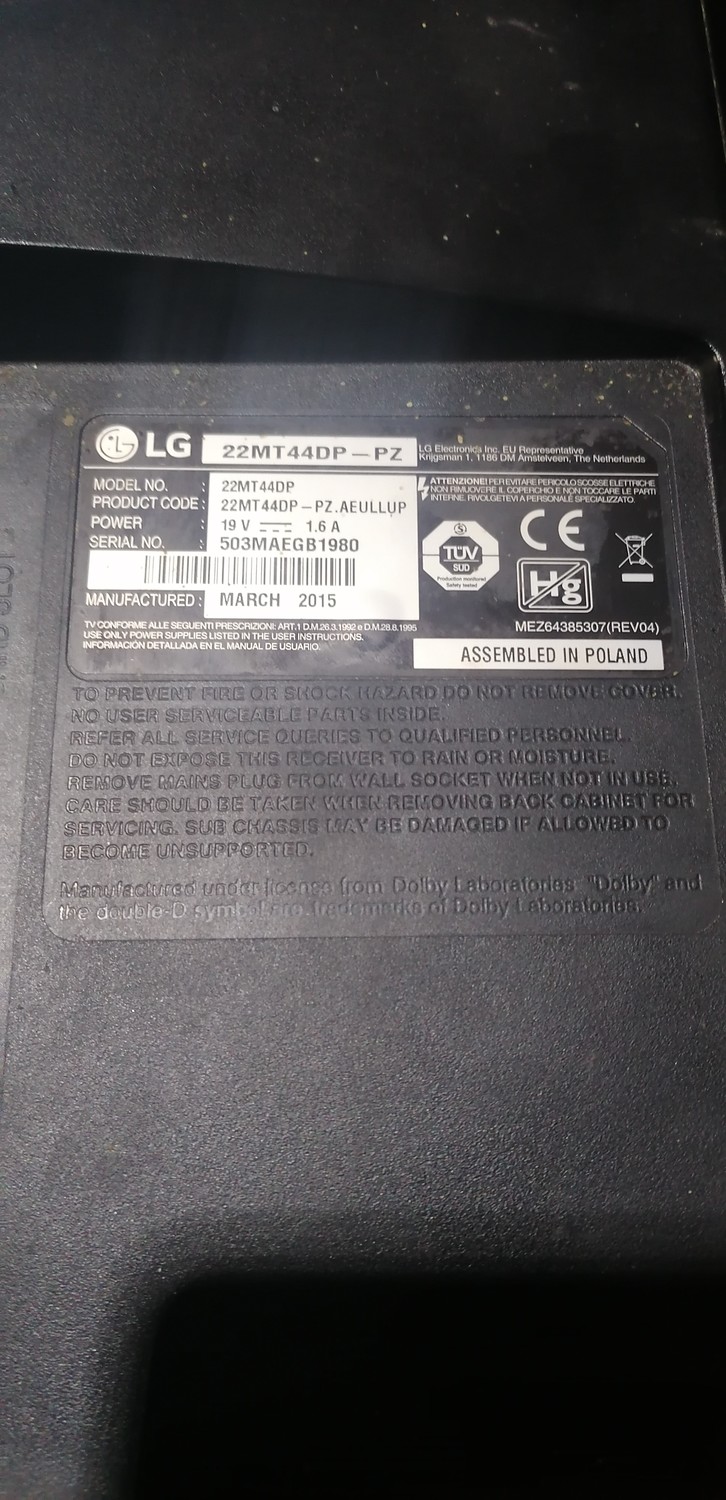 LG 22MT44DP-PZ
LG Electronics Inc. EU Representative
Krijgsman 1, 1186 DM Amstelveen, The Netherlands
MODEL NO. : 22MT44DP
PRODUCT CODE : 22MT44DP-PZ.AEULLUP
POWER : 19 V 1.6 A
SERIAL NO. : 503MAEGB1980
MANUFACTURED : MARCH 2015
ATTENZIONE! PER EVITARE PERICOLO SCOSSE ELETTRICHE
NON RIMUOVERE IL COPERCHIO E NON TOCCARE LE PARTI
INTERNE. RIVOLGETEVI A PERSONALE SPECIALIZZATO.
TÜV
SÜD
Production monitored
Safety tested
CE
Hg
TV CONFORME ALLE SEGUENTI PRESCRIZIONI: ART.1 D.M.26.3.1992 e D.M.28.8.1995
USE ONLY POWER SUPPLIES LISTED IN THE USER INSTRUCTIONS.
INFORMACIÓN DETALLADA EN EL MANUAL DE USUARIO.
MEZ64385307(REV04)
ASSEMBLED IN POLAND
TO PREVENT FIRE OR SHOCK HAZARD DO NOT REMOVE COVER.
NO USER SERVICEABLE PARTS INSIDE.
REFER ALL SERVICE QUERIES TO QUALIFIED PERSONNEL.
DO NOT EXPOSE THIS RECEIVER TO RAIN OR MOISTURE.
REMOVE MAINS PLUG FROM WALL SOCKET WHEN NOT IN USE.
CARE SHOULD BE TAKEN WHEN REMOVING BACK CABINET FOR
SERVICING. SUB CHASSIS MAY BE DAMAGED IF ALLOWED TO
BECOME UNSUPPORTED.
Manufactured under license from Dolby Laboratories. "Dolby" and
the double-D symbol are trademarks of Dolby Laboratories.